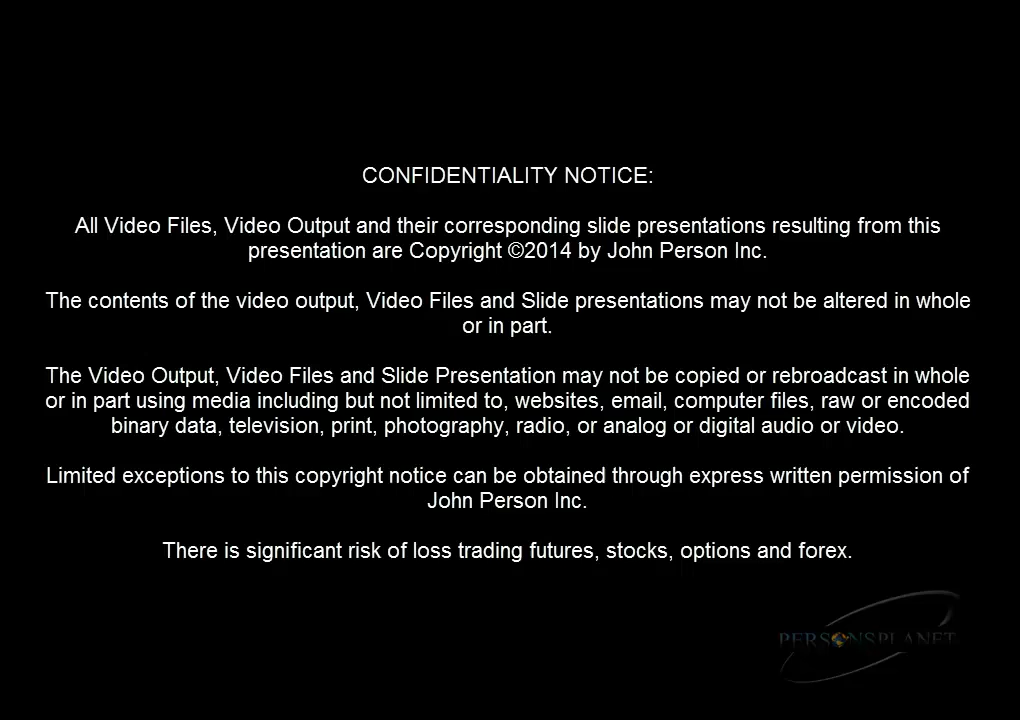 CONFIDENTIALITY NOTICE:
All Video Files, Video Output and their corresponding slide presentations resulting from this
presentation are Copyright ©2014 by John Person Inc.
The contents of the video output, Video Files and Slide presentations may not be altered in whole
or in part.
The Video Output, Video Files and Slide Presentation may not be copied or rebroadcast in whole
or in part using media including but not limited to, websites, email, computer files, raw or encoded
binary data, television, print, photography, radio, or analog or digital audio or video.
Limited exceptions to this copyright notice can be obtained through express written permission of
John Person Inc.
There is significant risk of loss trading futures, stocks, options and forex.
PERSONSPLANET